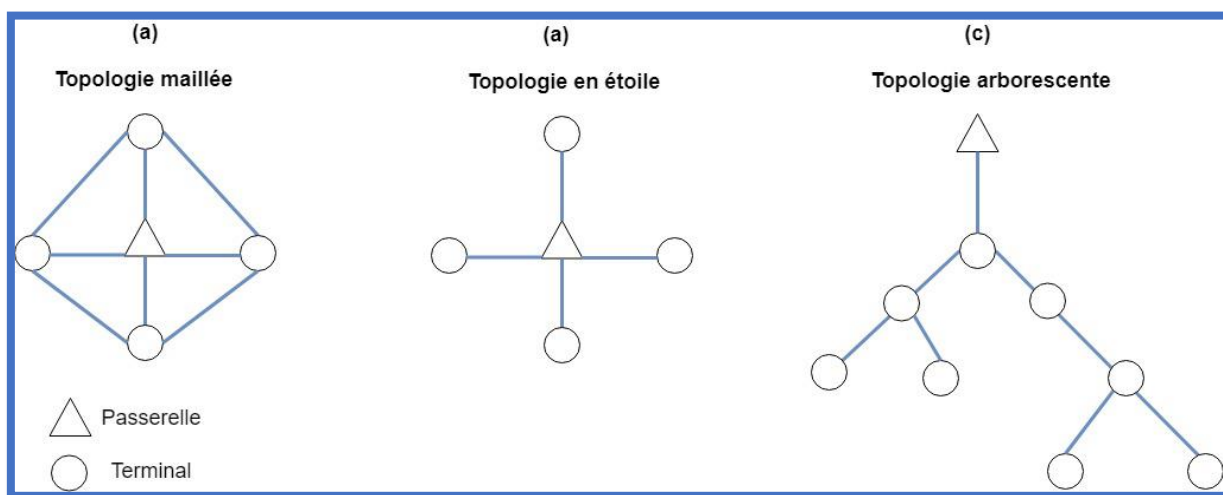 (a)
Topologie maillée
(a)
Topologie en étoile
(c)
Topologie arborescente
Passerelle
Terminal